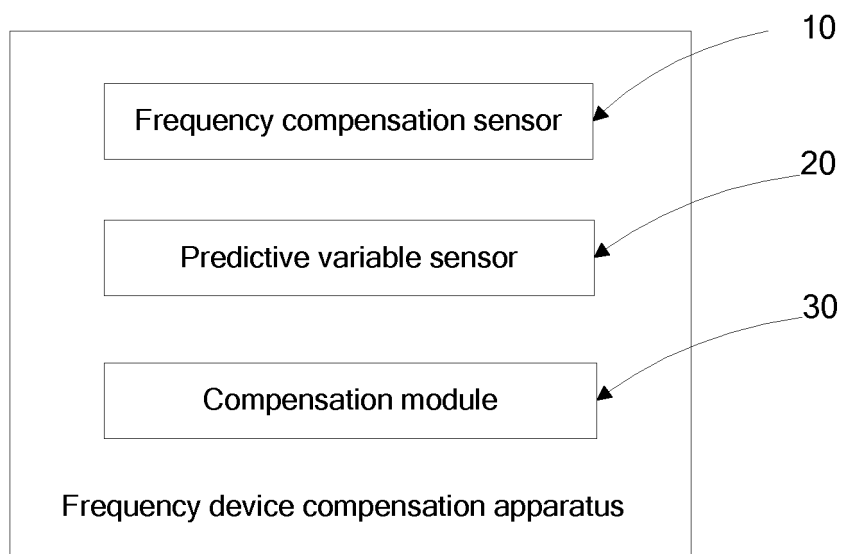 10
Frequency compensation sensor
20
Predictive variable sensor
30
Compensation module
Frequency device compensation apparatus